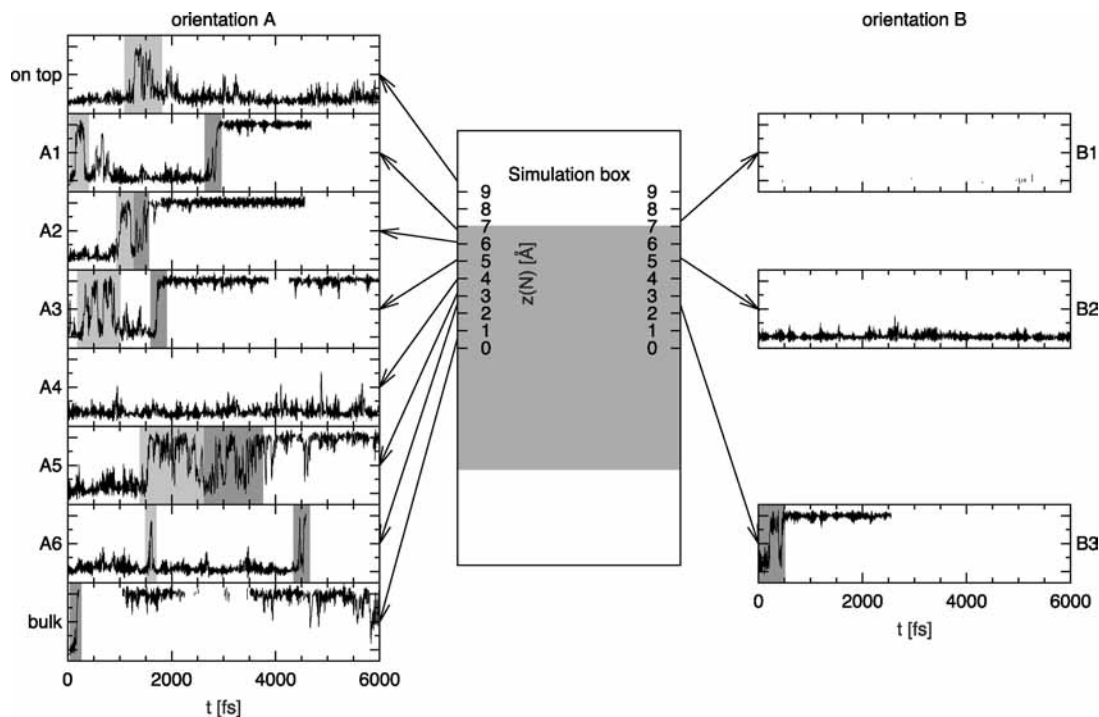 orientation A
orientation B
on top
A1
A2
A3
A4
A5
A6
bulk
0 2000 4000 6000
t [fs]
Simulation box
9 9
8 8
7 7
6 6
5 5
4 4
3 3
2 2
1 1
0 0
z(N) [Å]
B1
B2
B3
0 2000 4000 6000
t [fs]